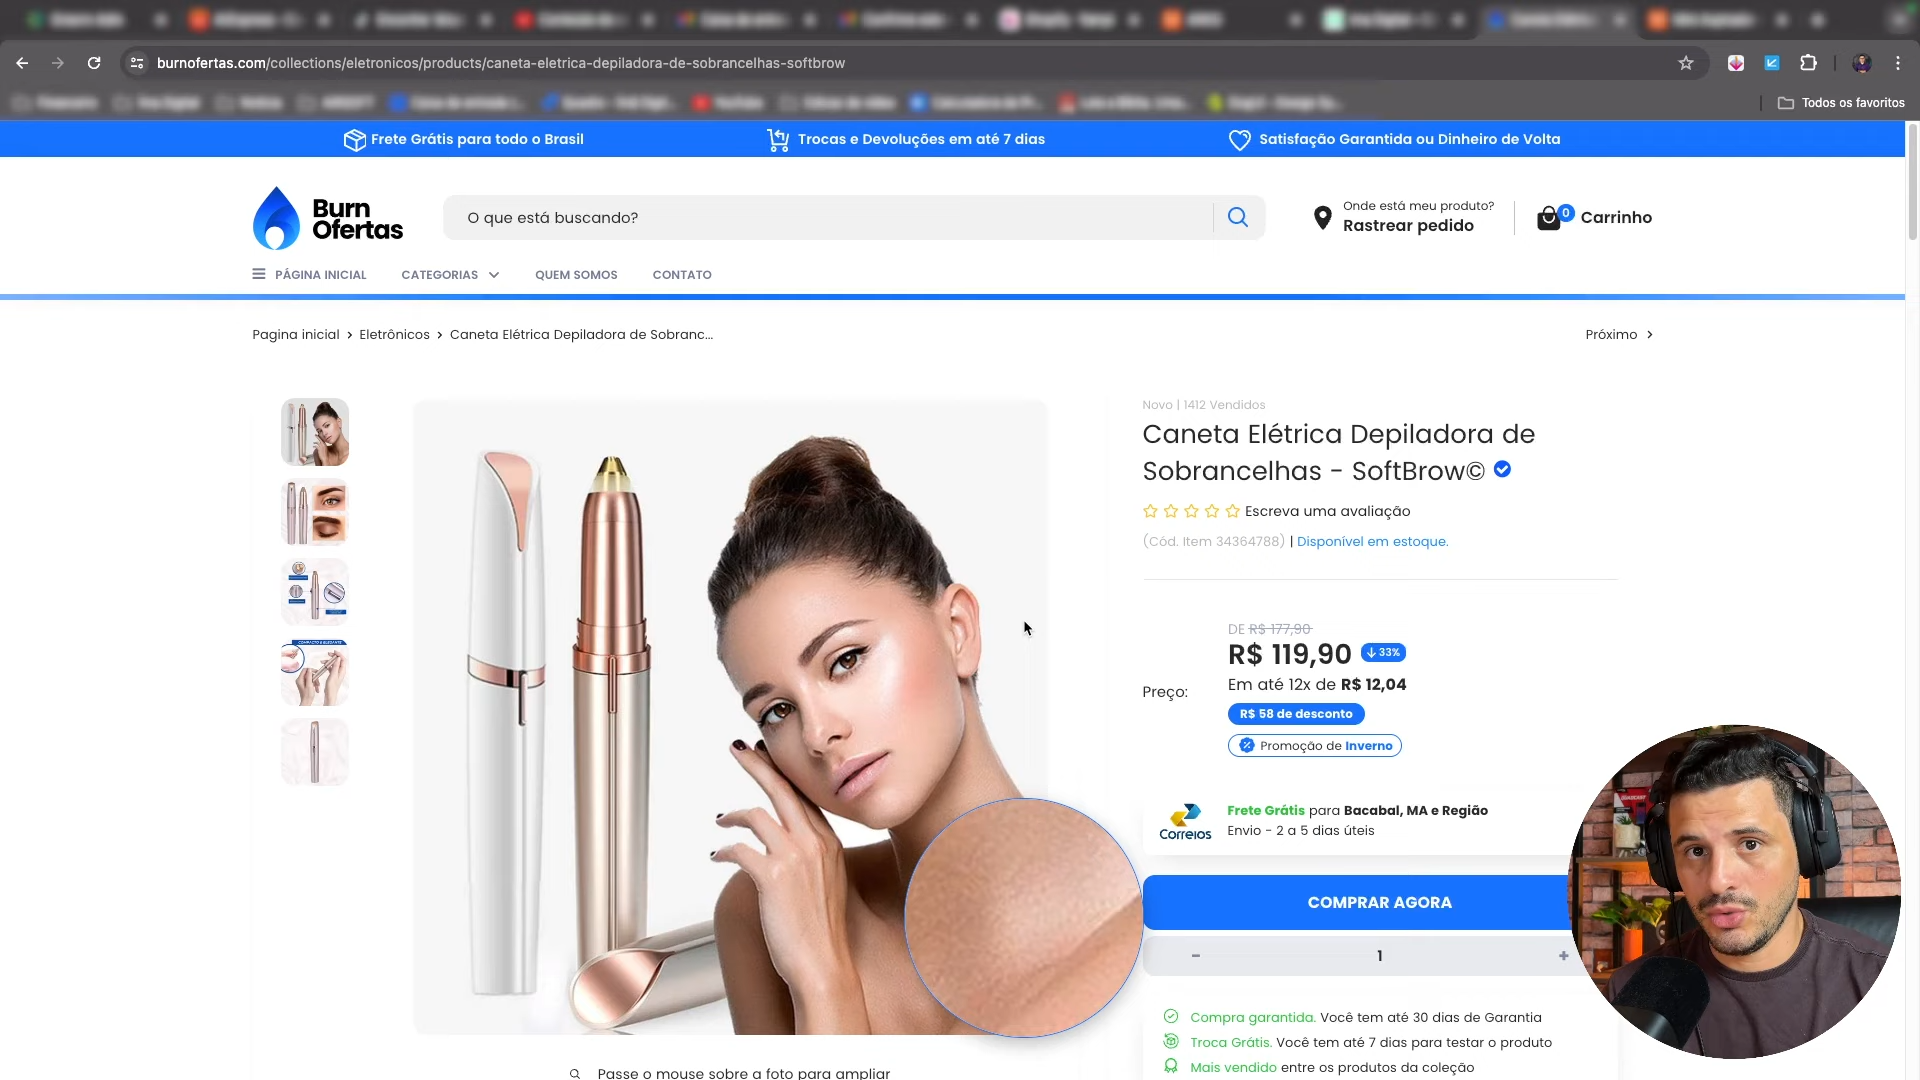 burnofertas.com/collections/eletronicos/products/caneta-eletrica-depiladora-de-sobrancelhas-softbrow
Todos os favoritos
Frete Grátis para todo o Brasil
Trocas e Devoluções em até 7 dias
Satisfação Garantida ou Dinheiro de Volta
Burn
Ofertas
O que está buscando?
Onde está meu produto?
Rastrear pedido
0
Carrinho
PÁGINA INICIAL
CATEGORIAS
QUEM SOMOS
CONTATO
Pagina inicial > Eletrônicos > Caneta Elétrica Depiladora de Sobranc...
Próximo >
Novo | 1412 Vendidos
Caneta Elétrica Depiladora de
Sobrancelhas - SoftBrow©
Escreva uma avaliação
(Cód. Item 34364788) | Disponível em estoque.
DE R$ 177,90
R$ 119,90
33%
Preço:
Em até 12x de R$ 12,04
R$ 58 de desconto
Promoção de Inverno
Correios
Frete Grátis para Bacabal, MA e Região
Envio - 2 a 5 dias úteis
COMPRAR AGORA
- 1 +
Compra garantida. Você tem até 30 dias de Garantia
Troca Grátis. Você tem até 7 dias para testar o produto
Mais vendido entre os produtos da coleção
Passe o mouse sobre a foto para ampliar